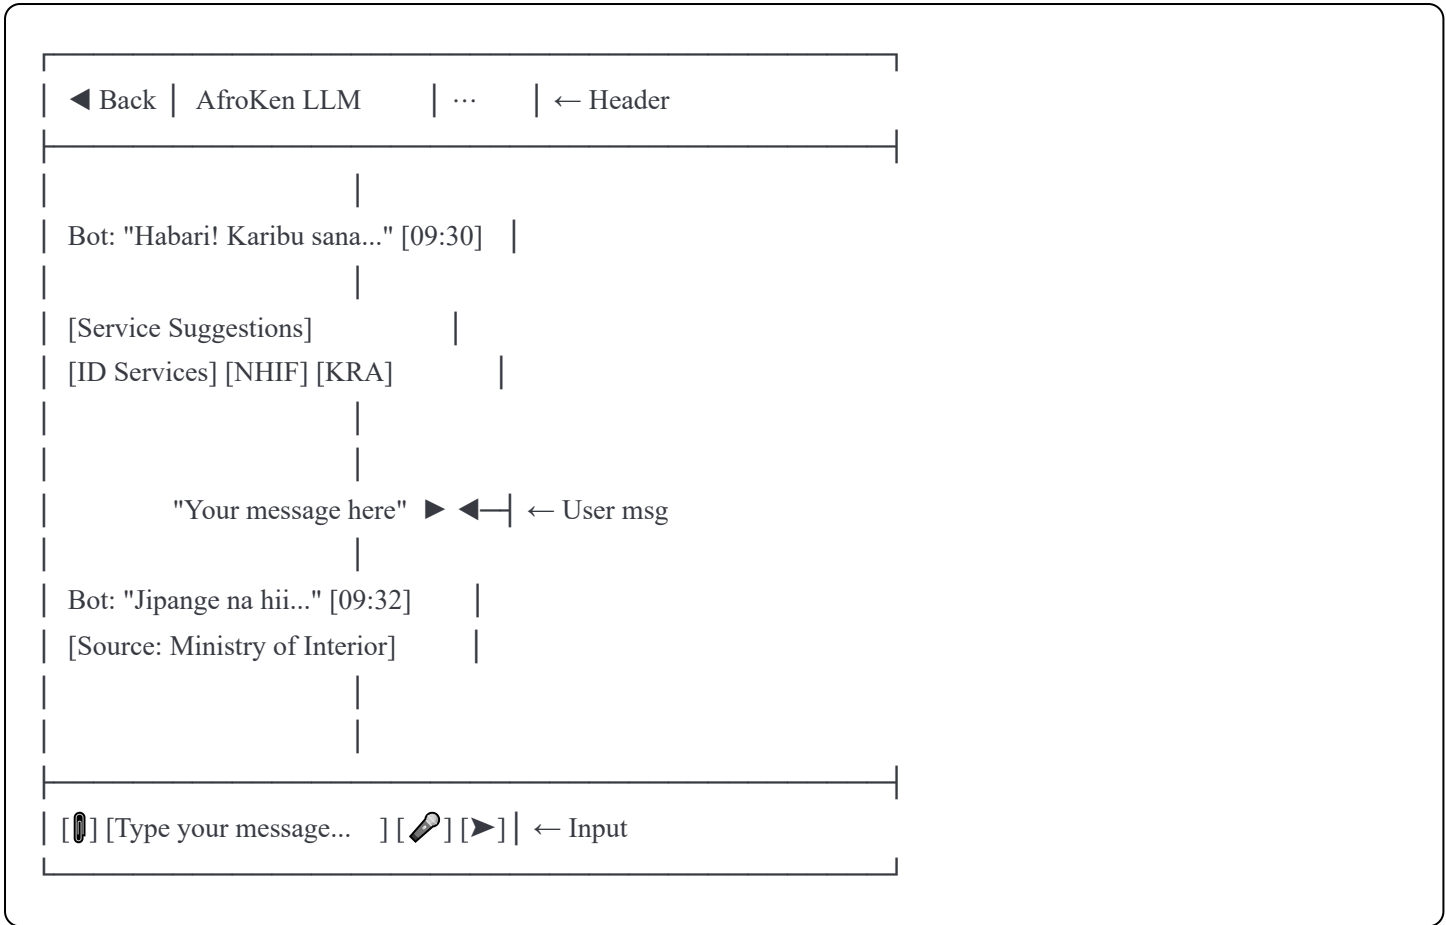 ◀ Back │ AfroKen LLM │ ⋯ │ ← Header
Bot: "Habari! Karibu sana..." [09:30]
[Service Suggestions]
[ID Services] [NHIF] [KRA]
"Your message here" ▶ ◀─┤ ← User msg
Bot: "Jipange na hii..." [09:32]
[Source: Ministry of Interior]
[📎] [Type your message... ] [🎤] [➤] │ ← Input